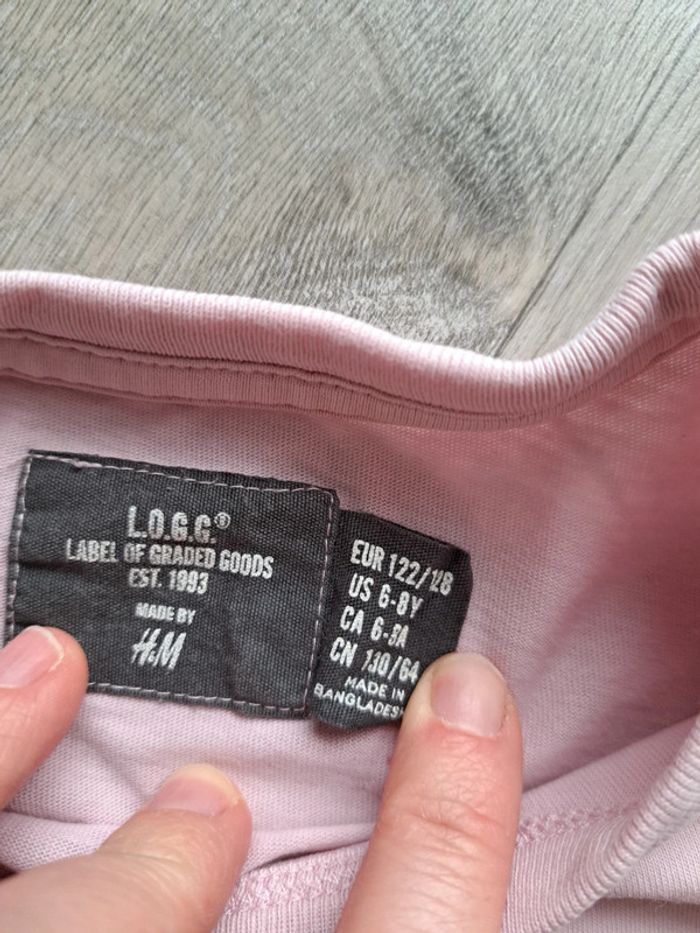 L.O.G.G.®
LABEL OF GRADED GOODS
EST. 1993
MADE BY
H&M
EUR 122/128
US 6-8Y
CA 6-8A
CN 130/64
MADE IN
BANGLADESH